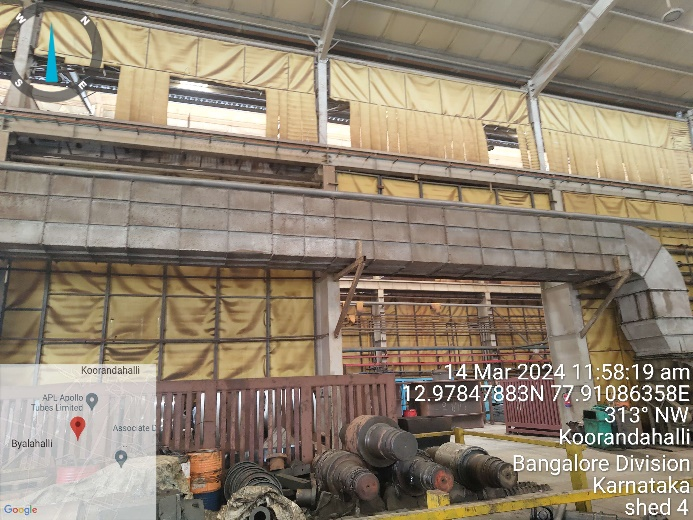 W
N
S
E
Koorandahalli
APL Apollo
Tubes Limited
Byalahalli
Associate D
Google
14 Mar 2024 11:58:19 am
12.97847883N 77.91086358E
313° NW
Koorandahalli
Bangalore Division
Karnataka
shed 4